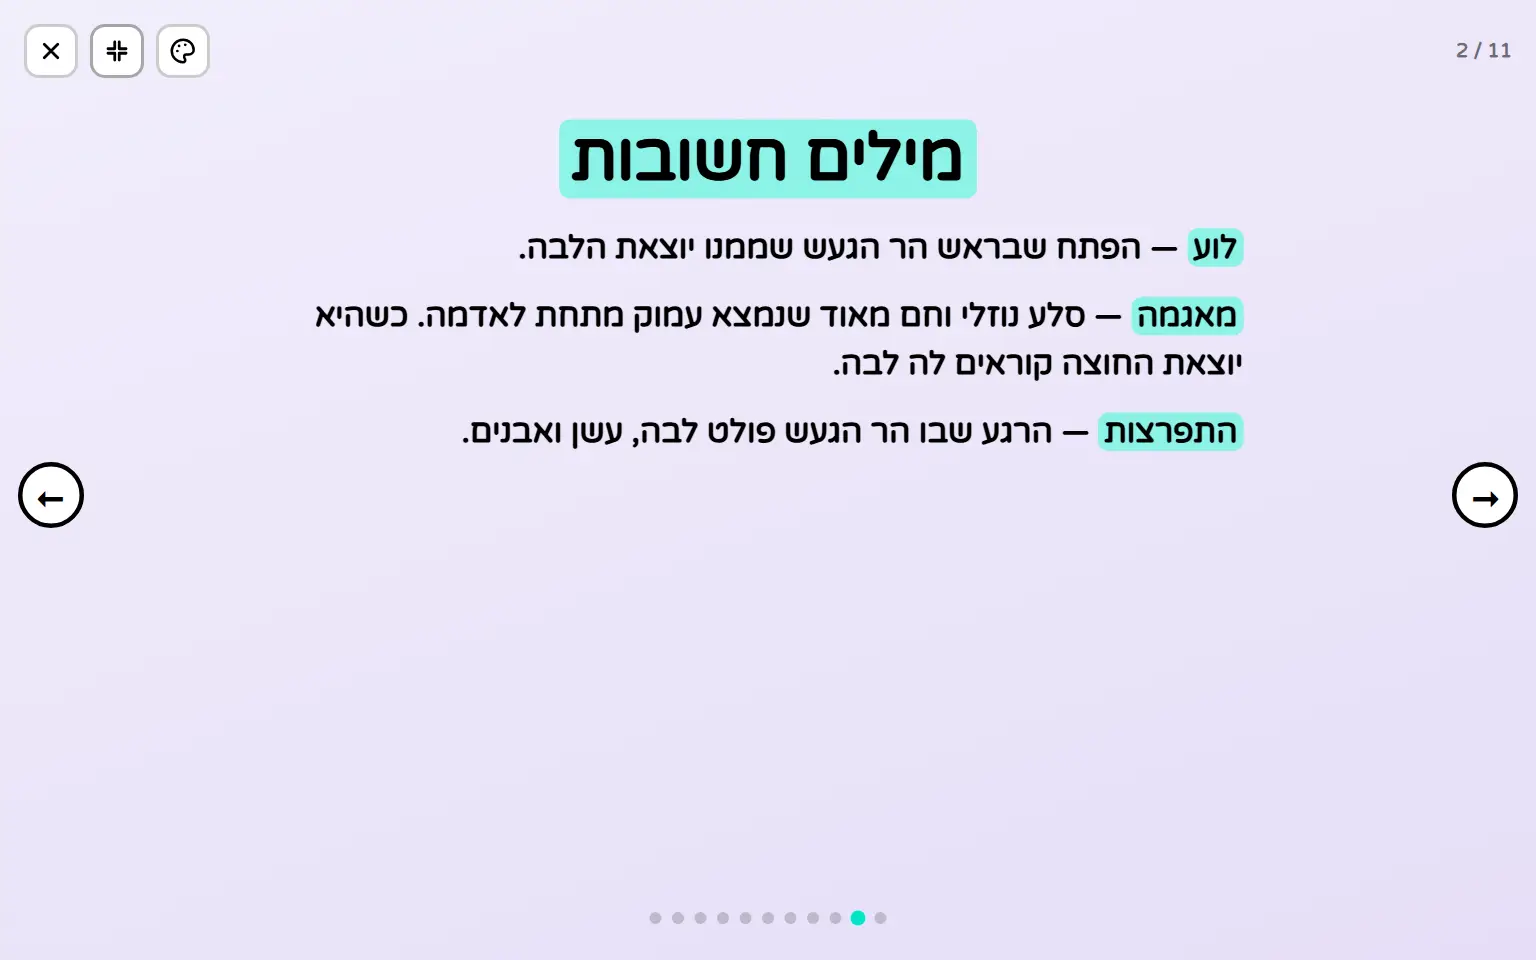 2 / 11
מילים חשובות
לוע — הפתח שבראש הר הגעש שממנו יוצאת הלבה.
מאגמה — סלע נוזלי וחם מאוד שנמצא עמוק מתחת לאדמה. כשהיא
יוצאת החוצה קוראים לה לבה.
התפרצות — הרגע שבו הר הגעש פולט לבה, עשן ואבנים.